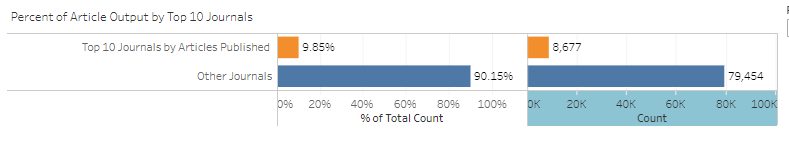 Percent of Article Output by Top 10 Journals
Top 10 Journals by Articles Published 9.85% 8,677
Other Journals 90.15% 79,454
0% 20% 40% 60% 80% 100% 0K 20K 40K 60K 80K 100K
% of Total Count Count